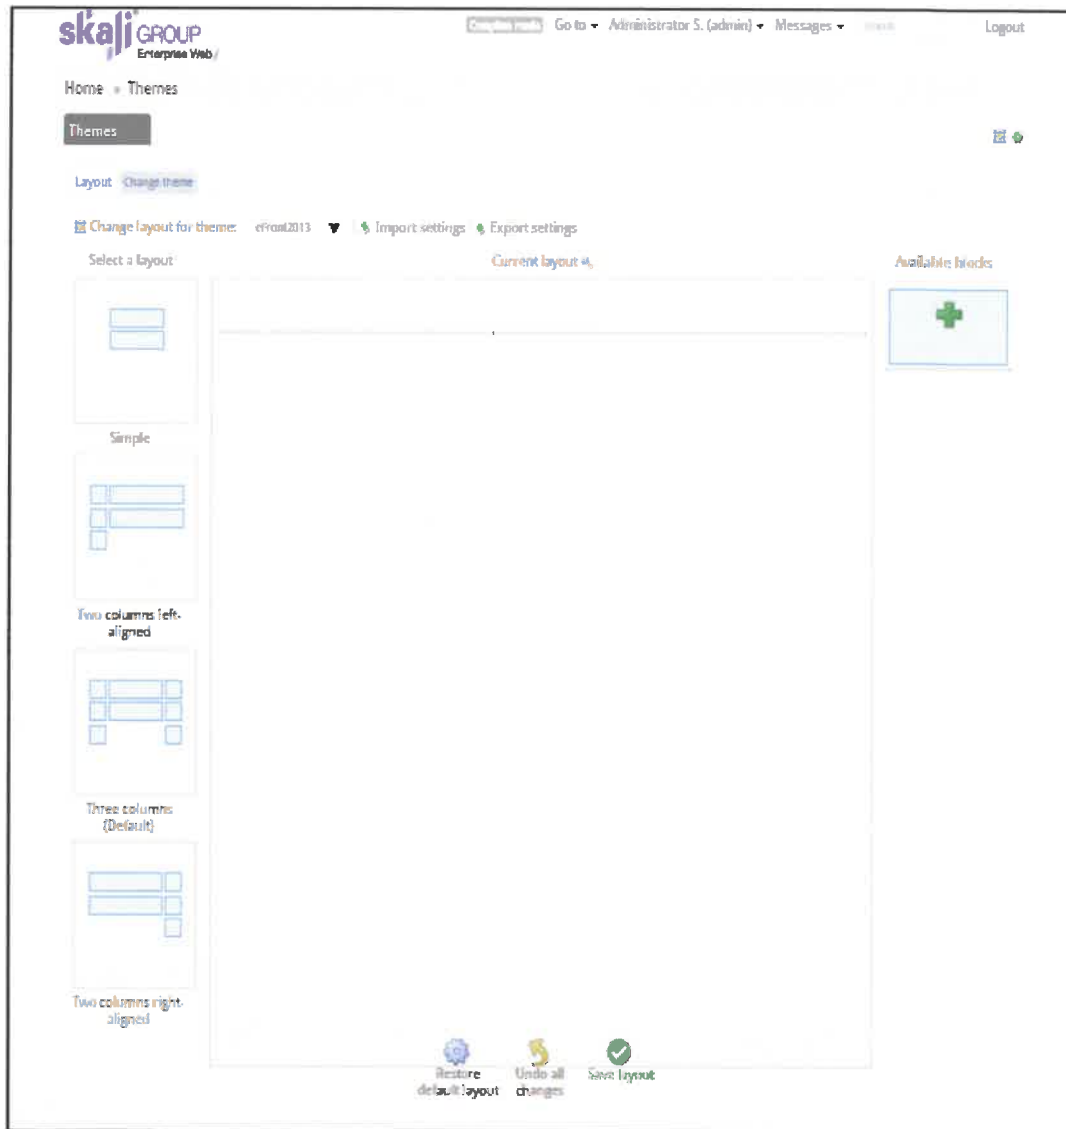 skali GROUP
Enterprise Web
Go to Administrator S. (admin) Messages Logout
Home » Themes
Themes
Layout Change theme
Change layout for theme: eFront2013 Import settings Export settings
Select a layout
Current layout
Available blocks
Simple
Two columns left-
aligned
Three columns
(Default)
Two columns right-
aligned
Restore
default layout
Undo all
changes
Save layout